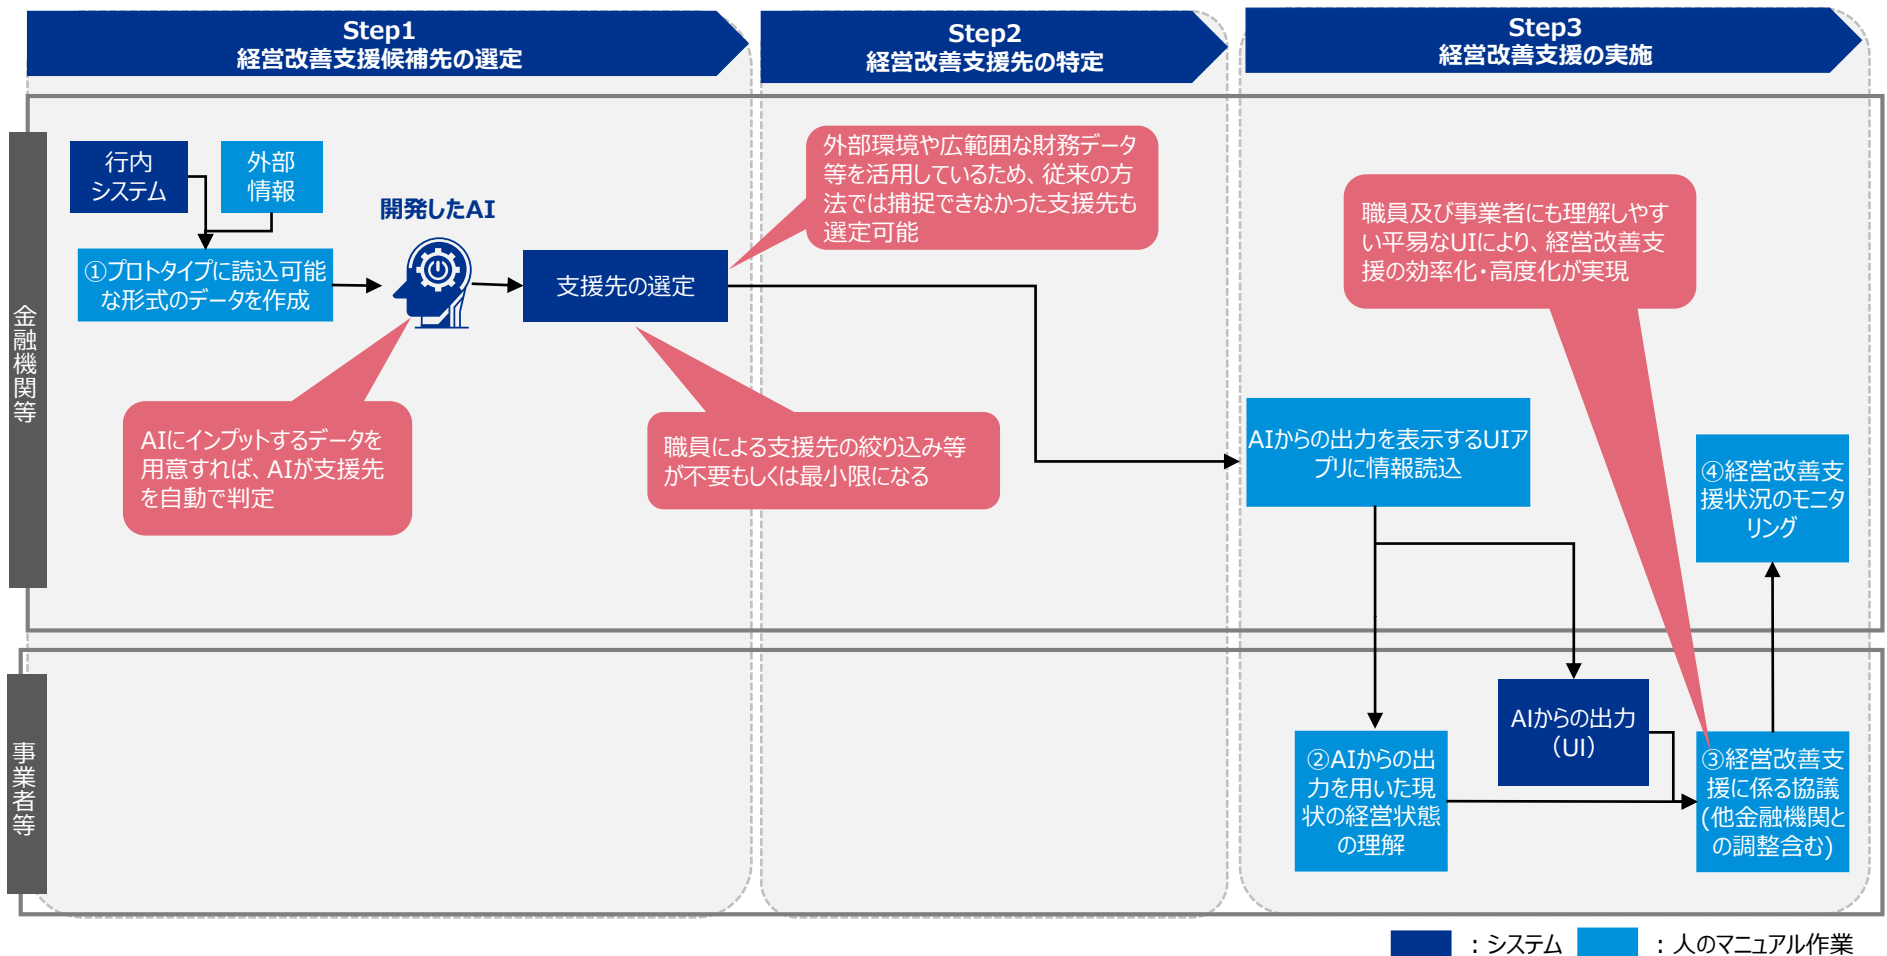 Step1
経営改善支援候補先の選定
Step2
経営改善支援先の特定
Step3
経営改善支援の実施
金融機関等
行内
システム
外部
情報
①プロトタイプに読込可能
な形式のデータを作成
開発したAI
支援先の選定
外部環境や広範囲な財務データ
等を活用しているため、従来の方
法では捕捉できなかった支援先も
選定可能
職員及び事業者にも理解しやす
い平易なUIにより、経営改善支
援の効率化・高度化が実現
AIにインプットするデータを
用意すれば、AIが支援先
を自動で判定
職員による支援先の絞り込み等
が不要もしくは最小限になる
AIからの出力を表示するUIア
プリに情報読込
④経営改善支
援状況のモニタ
リング
事業者等
②AIからの出
力を用いた現
状の経営状態
の理解
AIからの出力
（UI）
③経営改善支
援に係る協議
(他金融機関と
の調整含む)
：システム
：人のマニュアル作業